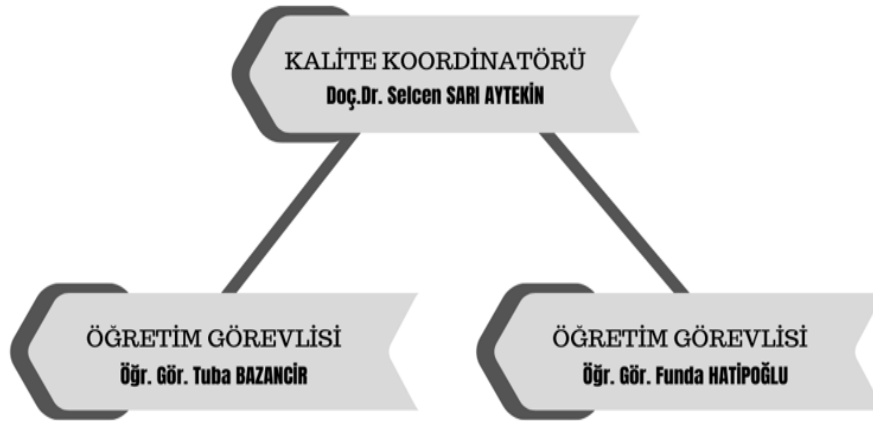 KALİTE KOORDİNATÖRÜ
Doç.Dr. Selcen SARI AYTEKİN
ÖĞRETİM GÖREVLİSİ
Öğr. Gör. Tuba BAZANCİR
ÖĞRETİM GÖREVLİSİ
Öğr. Gör. Funda HATİPOĞLU